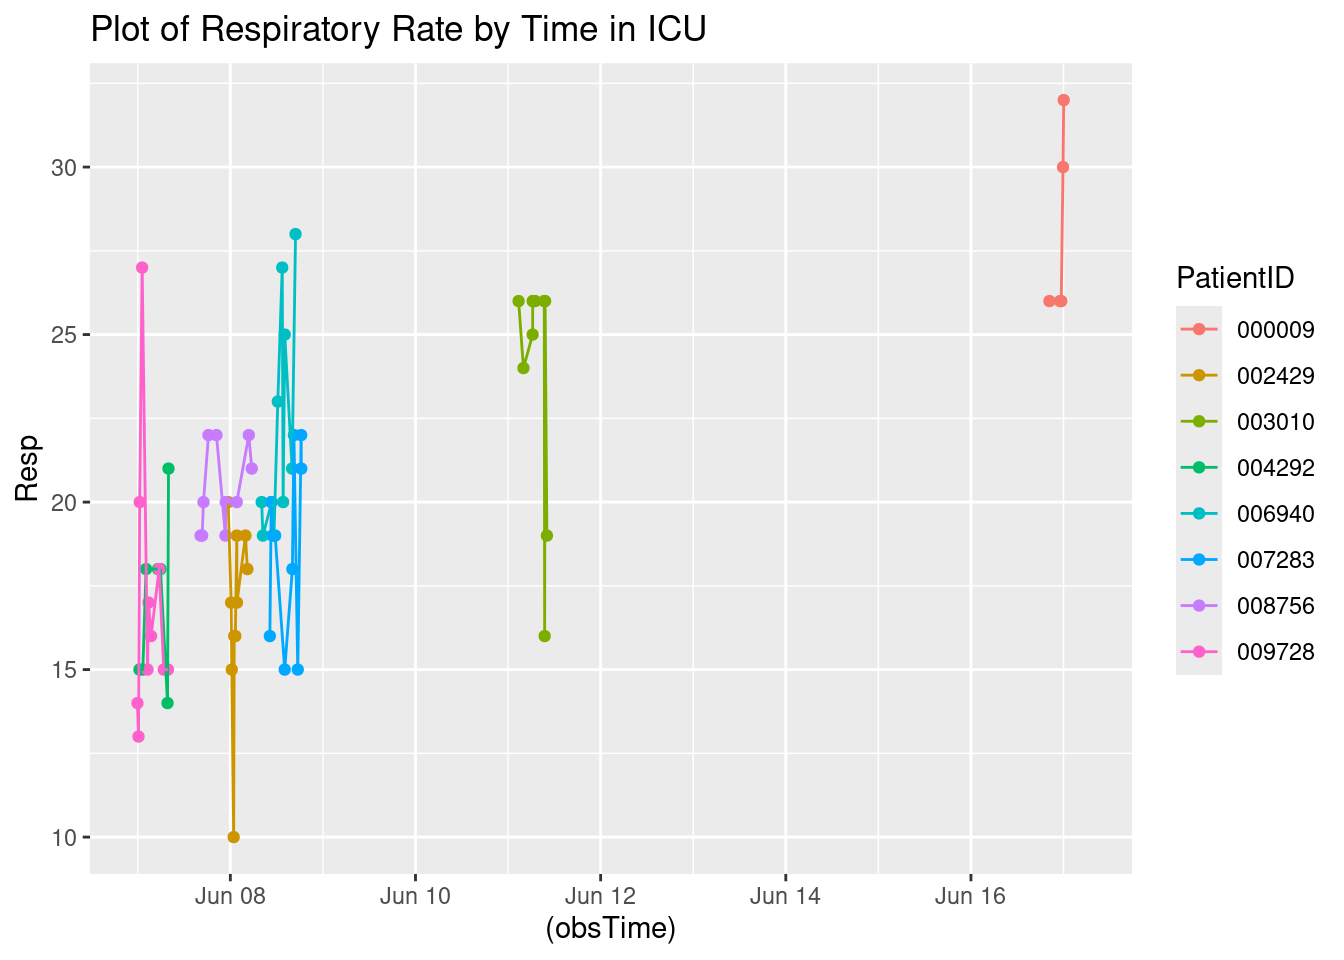 Plot of Respiratory Rate by Time in ICU
Resp
30
25
20
15
10
Jun 08 Jun 10 Jun 12 Jun 14 Jun 16
(obsTime)
PatientID
000009
002429
003010
004292
006940
007283
008756
009728